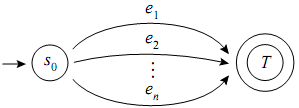 e₁
e₂
s₀
⋮
T
eₙ